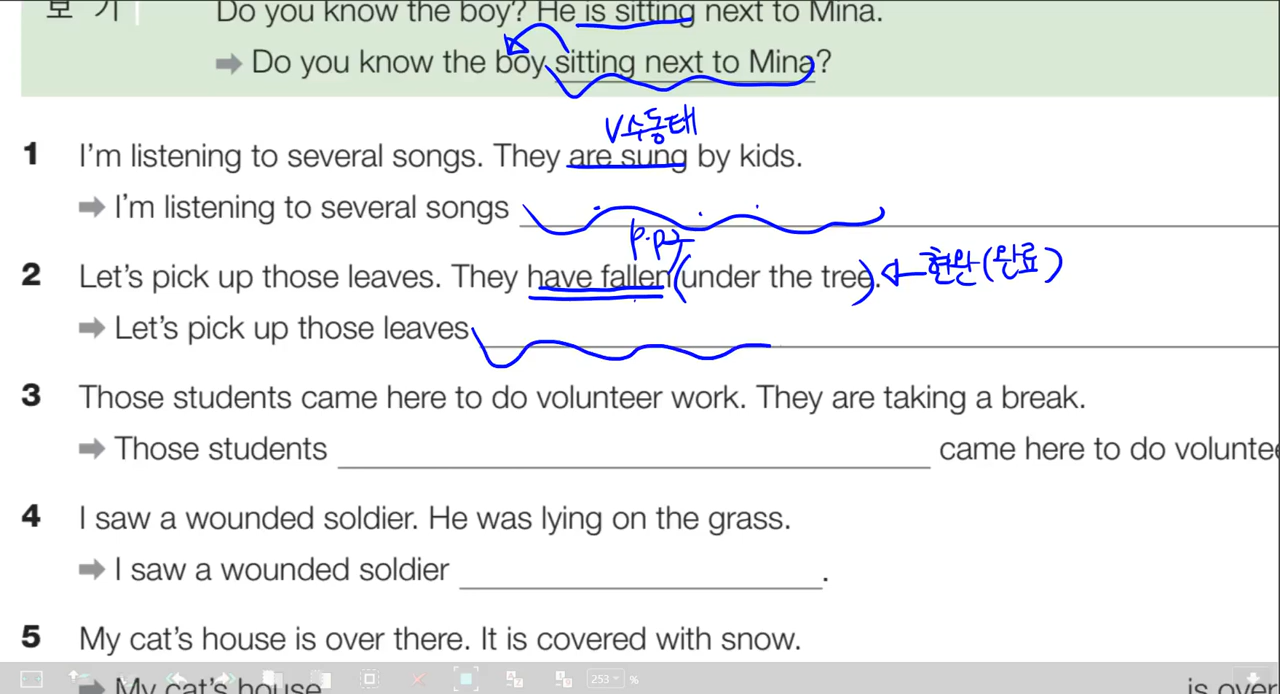 보 기
Do you know the boy? He is sitting next to Mina.
➡ Do you know the boy sitting next to Mina?
V수동태
1 I'm listening to several songs. They are sung by kids.
➡ I'm listening to several songs
p.p
2 Let's pick up those leaves. They have fallen (under the tree). ← 현완(완료)
➡ Let's pick up those leaves
3 Those students came here to do volunteer work. They are taking a break.
➡ Those students ____ came here to do voluntee
4 I saw a wounded soldier. He was lying on the grass.
➡ I saw a wounded soldier ____.
5 My cat's house is over there. It is covered with snow.
253 %
➡ My cat's house ____ is over